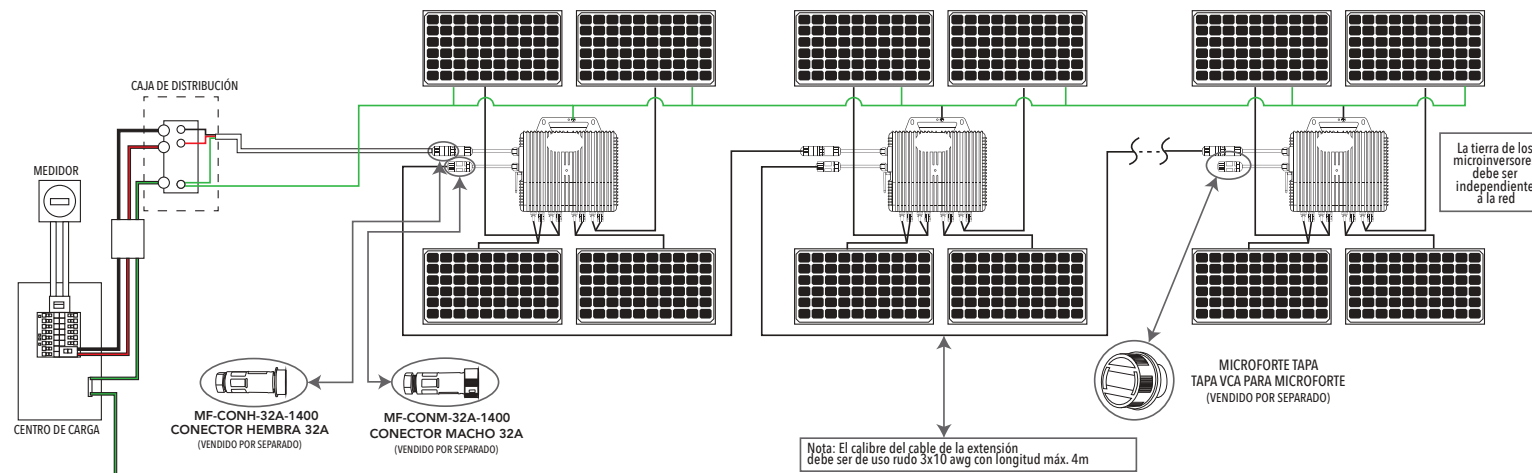 CAJA DE DISTRIBUCIÓN
MEDIDOR
CENTRO DE CARGA
MF-CONH-32A-1400
CONECTOR HEMBRA 32A
(VENDIDO POR SEPARADO)
MF-CONM-32A-1400
CONECTOR MACHO 32A
(VENDIDO POR SEPARADO)
Nota: El calibre del cable de la extensión
debe ser de uso rudo 3x10 awg con longitud máx. 4m
MICROFORTE TAPA
TAPA VCA PARA MICROFORTE
(VENDIDO POR SEPARADO)
La tierra de los
microinversore
debe ser
independiente
a la red